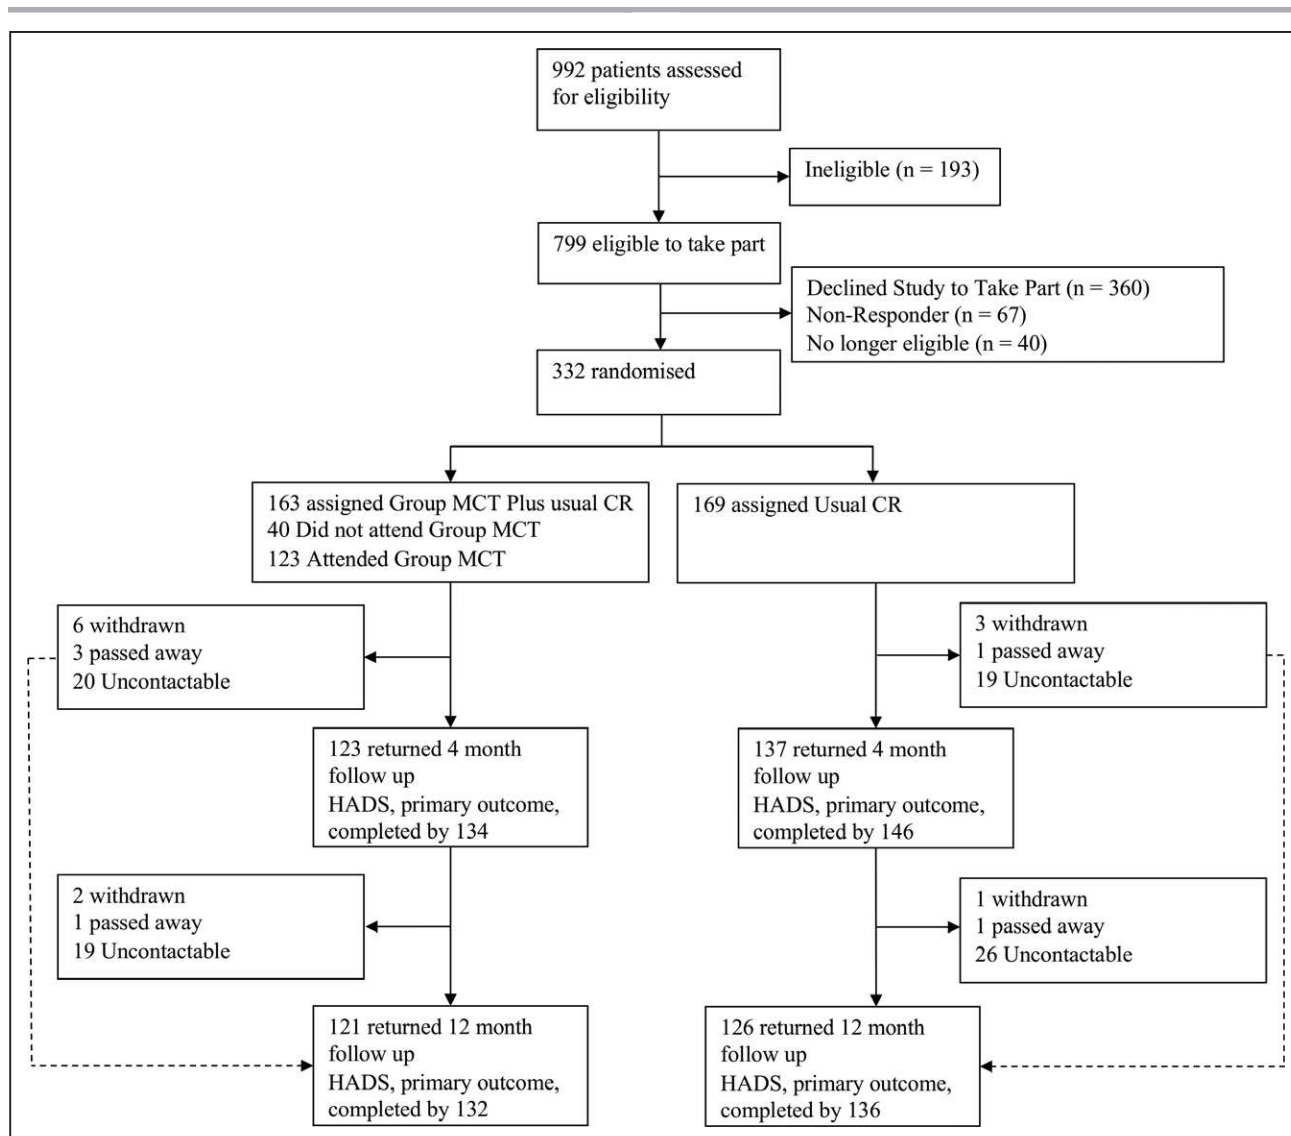 992 patients assessed
for eligibility
Ineligible (n = 193)
799 eligible to take part
Declined Study to Take Part (n = 360)
Non-Responder (n = 67)
No longer eligible (n = 40)
332 randomised
163 assigned Group MCT Plus usual CR
40 Did not attend Group MCT
123 Attended Group MCT
169 assigned Usual CR
6 withdrawn
3 passed away
20 Uncontactable
3 withdrawn
1 passed away
19 Uncontactable
123 returned 4 month
follow up
HADS, primary outcome,
completed by 134
137 returned 4 month
follow up
HADS, primary outcome,
completed by 146
2 withdrawn
1 passed away
19 Uncontactable
1 withdrawn
1 passed away
26 Uncontactable
121 returned 12 month
follow up
HADS, primary outcome,
completed by 132
126 returned 12 month
follow up
HADS, primary outcome,
completed by 136